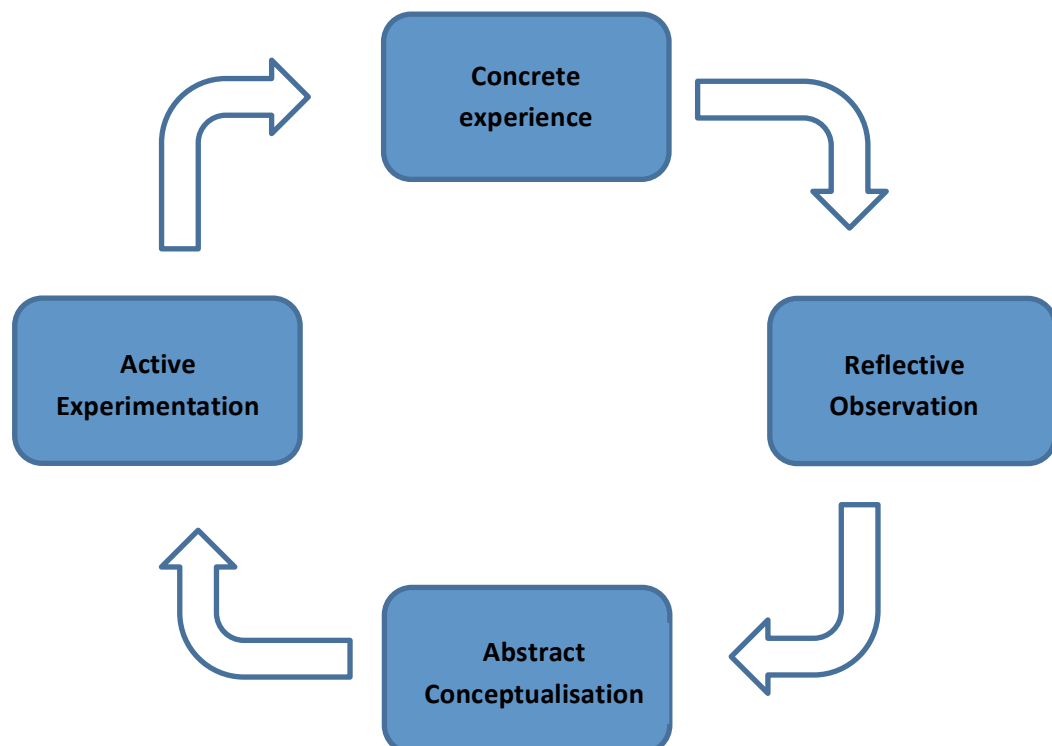 Concrete
experience
Active
Experimentation
Reflective
Observation
Abstract
Conceptualisation